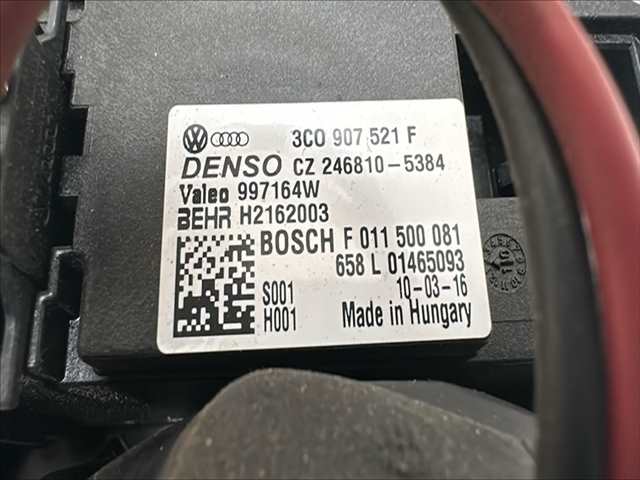 3C0 907 521 F
DENSO CZ 246810-5384
Valeo 997164W
BEHR H2162003
BOSCH F 011 500 081
658 L 01465093
10-03-16
S001
H001 Made in Hungary